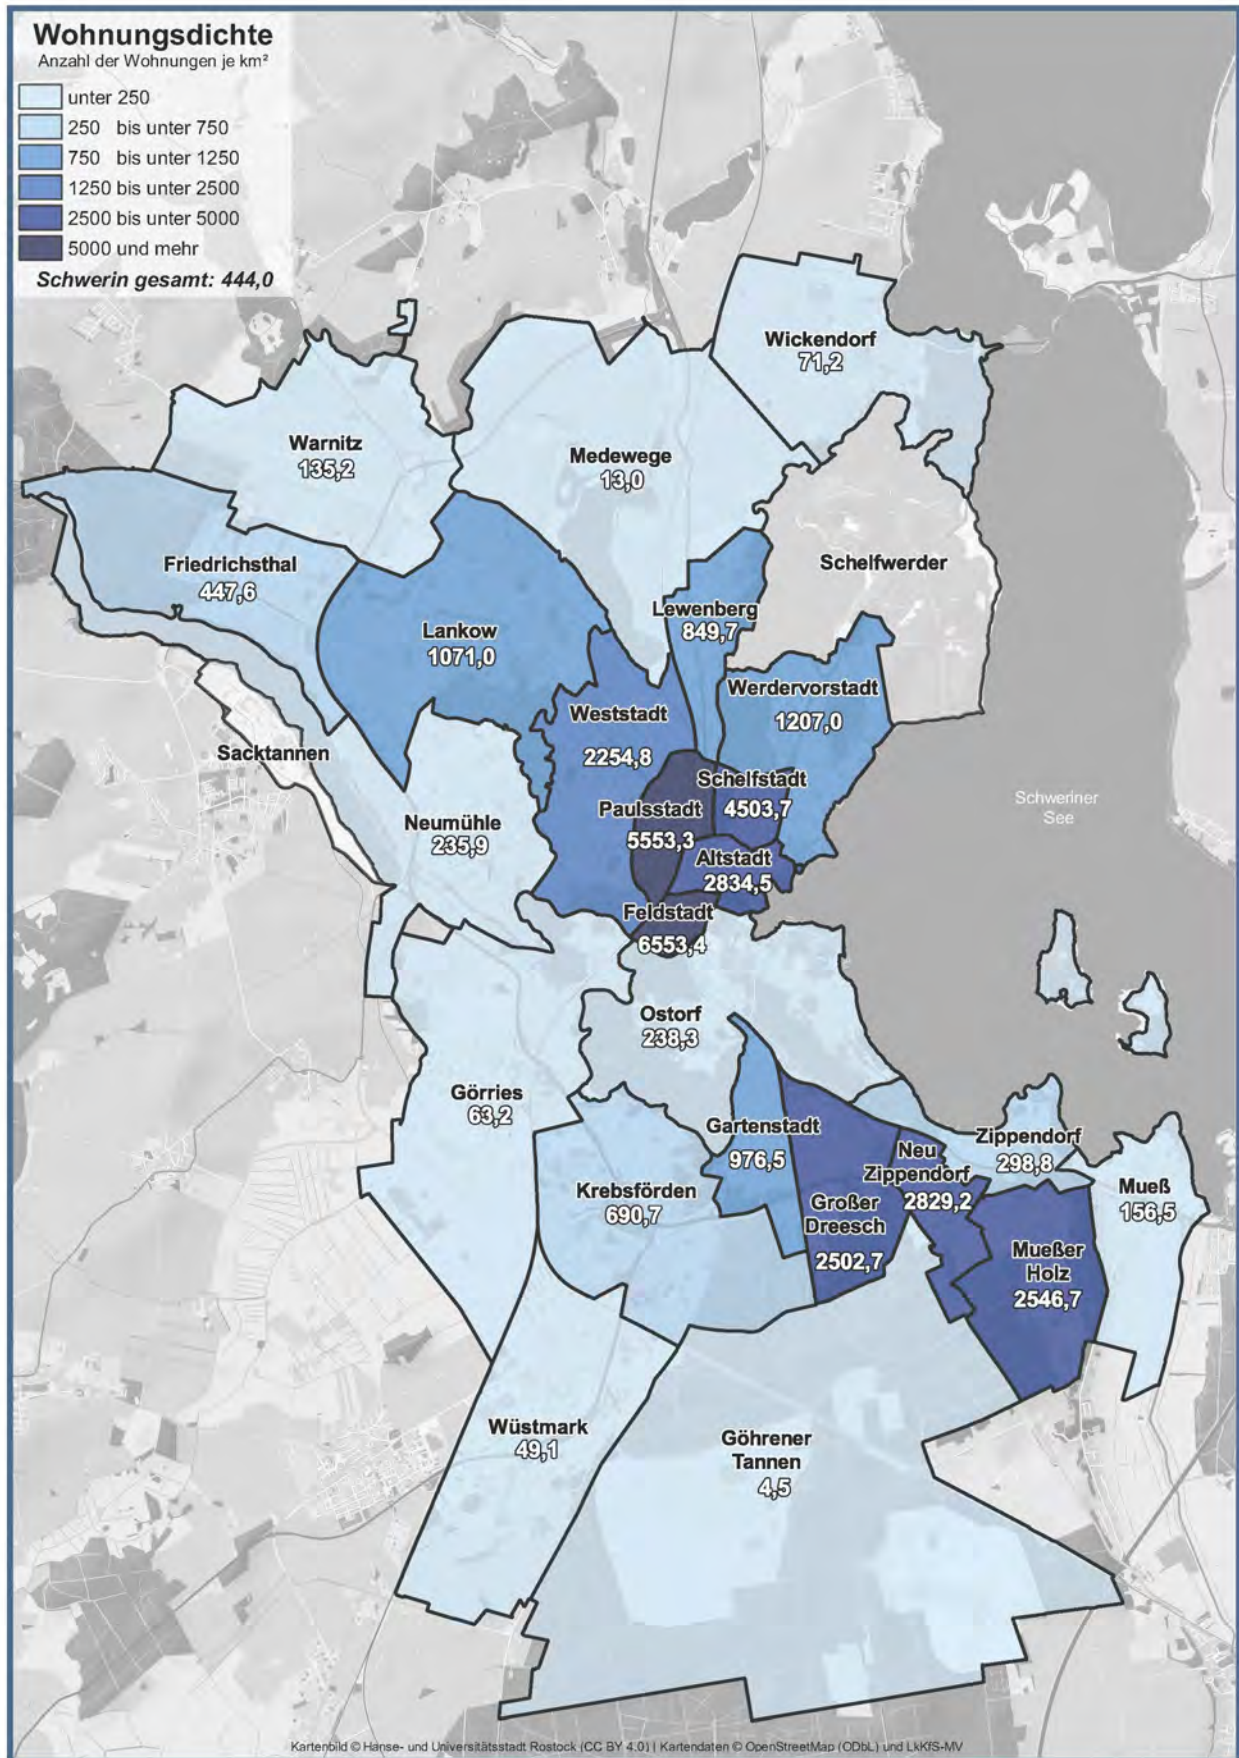 Wohnungsdichte
Anzahl der Wohnungen je km²
unter 250
250 bis unter 750
750 bis unter 1250
1250 bis unter 2500
2500 bis unter 5000
5000 und mehr
Schwerin gesamt: 444,0
Wickendorf
71,2
Warnitz
135,2
Medewege
13,0
Friedrichsthal
447,6
Schelfwerder
Lewenberg
849,7
Lankow
1071,0
Werdervorstadt
1207,0
Weststadt
2254,8
Sacktannen
Schelfstadt
4503,7
Paulsstadt
5553,3
Schweriner
See
Neumühle
235,9
Altstadt
2834,5
Feldstadt
6553,4
Ostorf
238,3
Görries
63,2
Gartenstadt
976,5
Zippendorf
298,8
Neu
Zippendorf
2829,2
Krebsförden
690,7
Mueß
156,5
Großer
Dreesch
2502,7
Mueßer
Holz
2546,7
Wüstmark
49,1
Göhrener
Tannen
4,5
Kartenbild © Hanse- und Universitätsstadt Rostock (CC BY 4.0) | Kartendaten © OpenStreetMap (ODbL) und LkKfS-MV